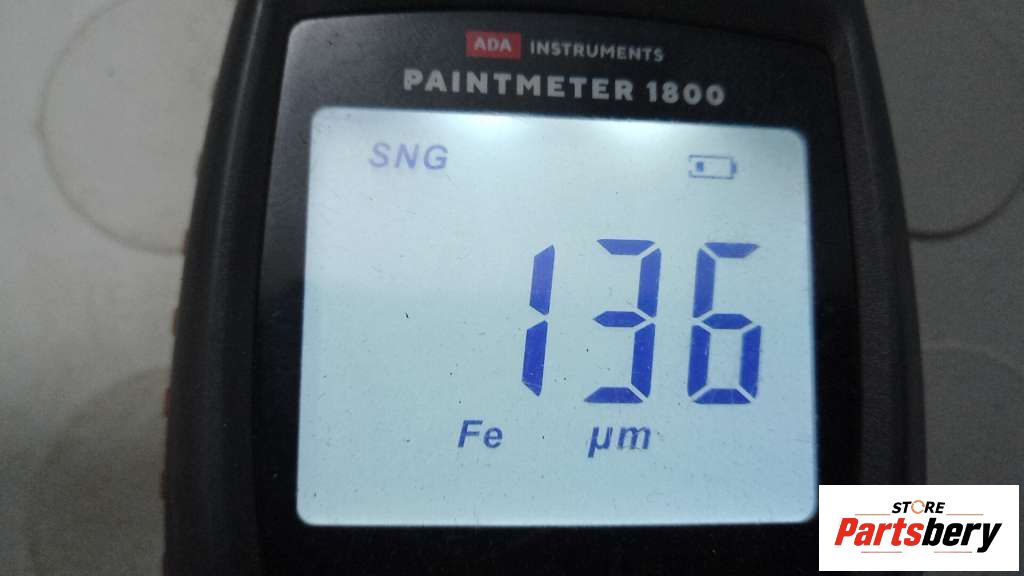 ADA INSTRUMENTS
PAINTMETER 1800
SNG
136
Fe µm
STORE
Partsbery